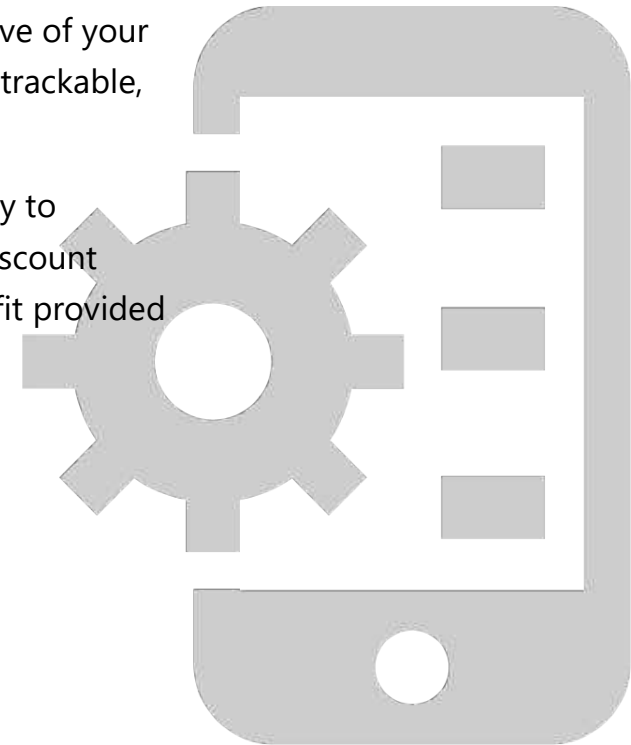 ve of your
trackable,
y to
scount
fit provided